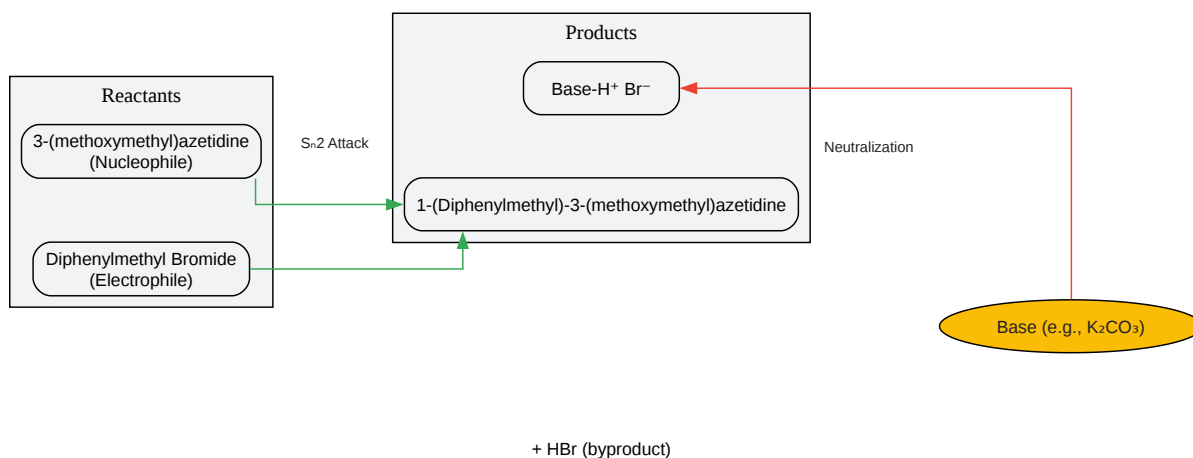 Products
Base-H⁺ Br⁻
Reactants
3-(methoxymethyl)azetidine
(Nucleophile)
Sₙ2 Attack
Neutralization
1-(Diphenylmethyl)-3-(methoxymethyl)azetidine
Diphenylmethyl Bromide
(Electrophile)
Base (e.g., K₂CO₃)
+ HBr (byproduct)